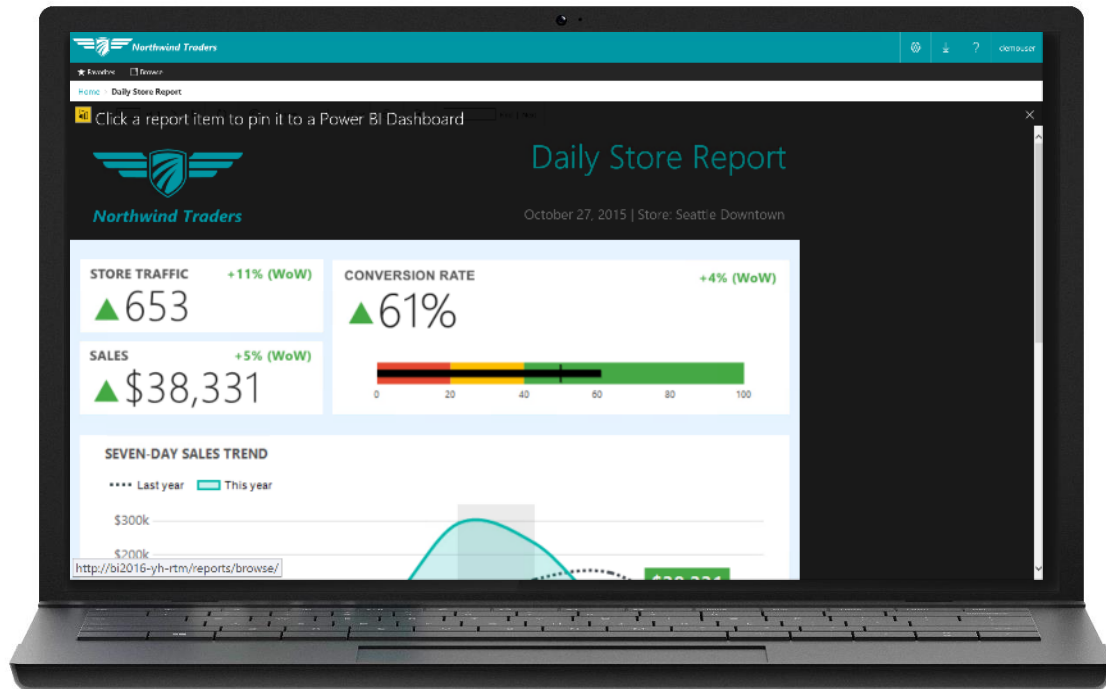 Northwind Traders
? demouser
Favorites Browse
Home > Daily Store Report
Click a report item to pin it to a Power BI Dashboard
Daily Store Report
Northwind Traders
October 27, 2015 | Store: Seattle Downtown
STORE TRAFFIC +11% (WoW)
653
SALES +5% (WoW)
$38,331
CONVERSION RATE +4% (WoW)
61%
0 20 40 60 80 100
SEVEN-DAY SALES TREND
Last year This year
$300k
$200k
http://bi2016-yh-rtm/reports/browse/